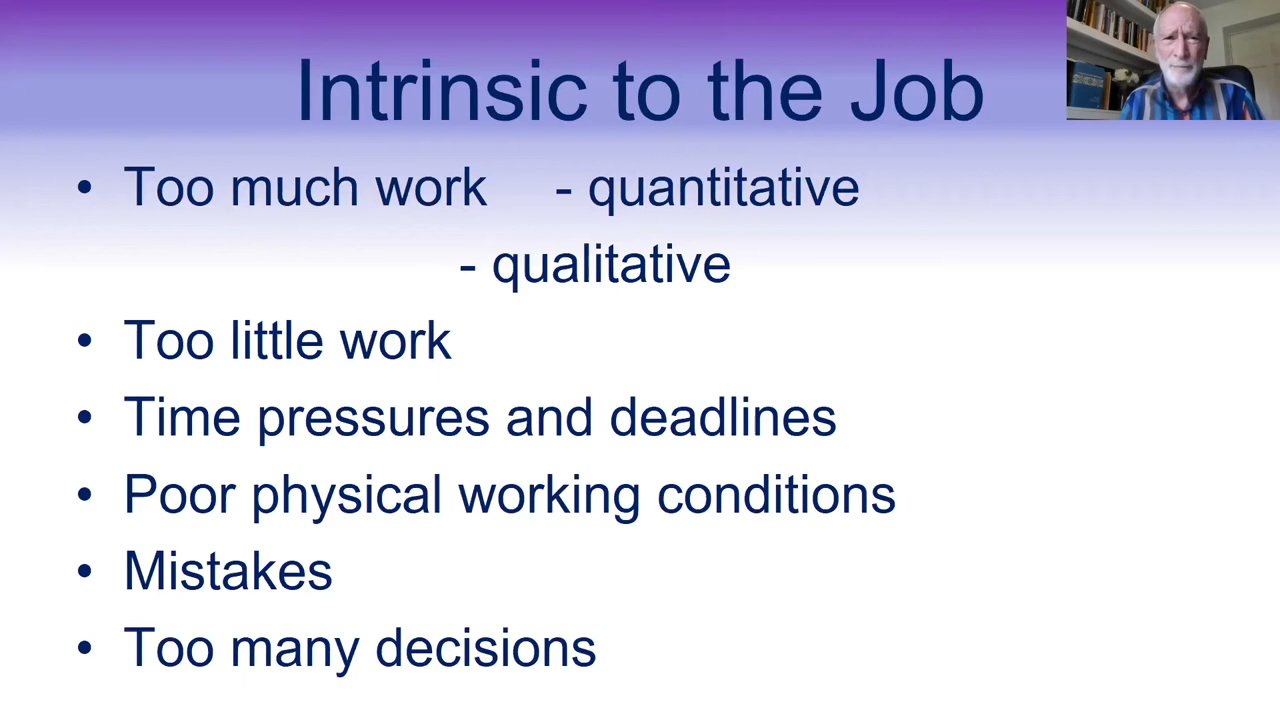 Intrinsic to the Job
• Too much work - quantitative
- qualitative
• Too little work
• Time pressures and deadlines
• Poor physical working conditions
• Mistakes
• Too many decisions